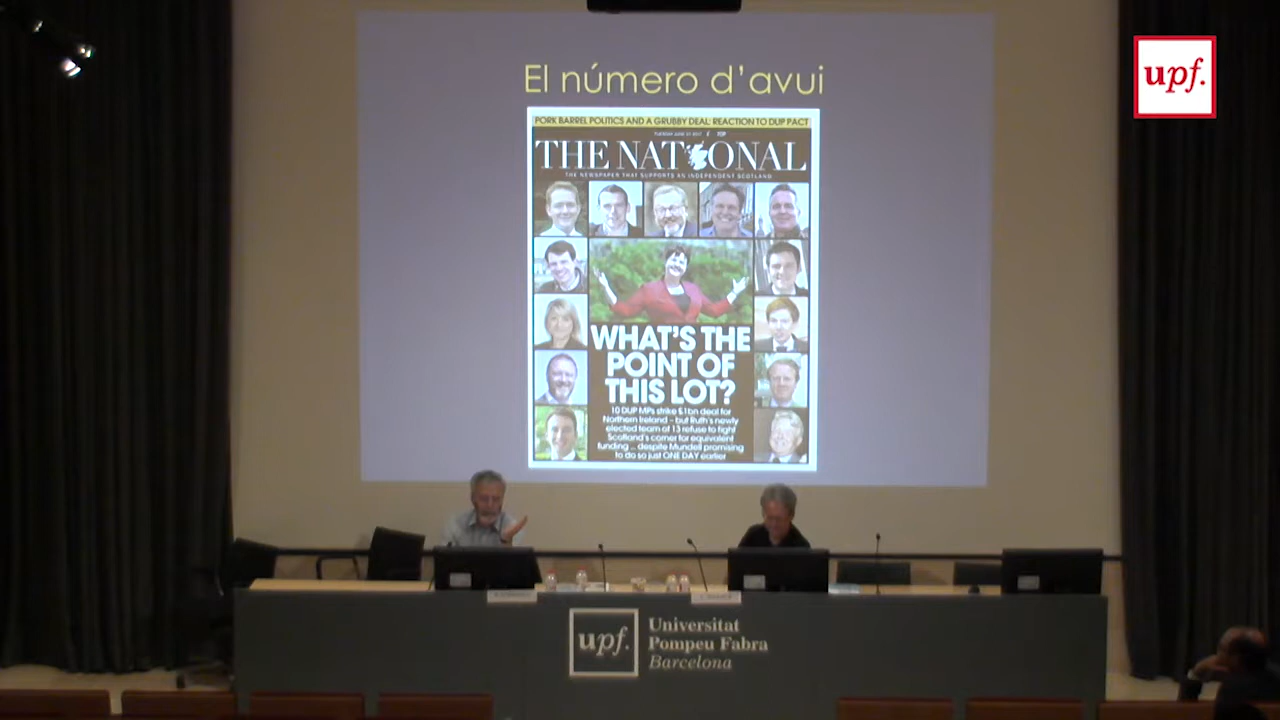 El número d'avui
PORK BARREL POLITICS AND A GRUBBY DEAL: REACTION TO DUP PACT
THE NATIONAL
THE NEWSPAPER THAT SUPPORTS AN INDEPENDENT SCOTLAND
WHAT'S THE
POINT OF
THIS LOT?
10 DUP MPs strike £1bn deal for
Northern Ireland – but Ruth's newly
elected team of 13 refuse to fight
Scotland's corner for equivalent
funding ... despite Mundell promising
to do so just ONE DAY earlier
upf.
upf.
Universitat
Pompeu Fabra
Barcelona